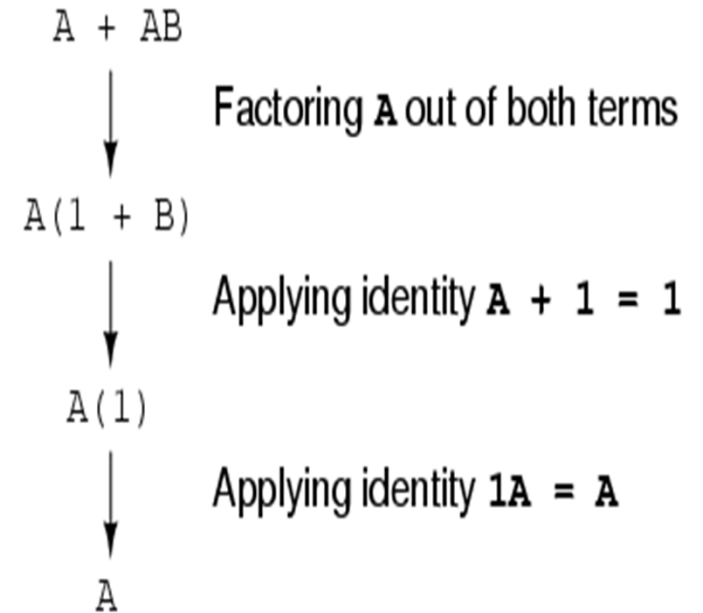 A + AB
Factoring A out of both terms
A(1 + B)
Applying identity A + 1 = 1
A(1)
Applying identity 1A = A
A